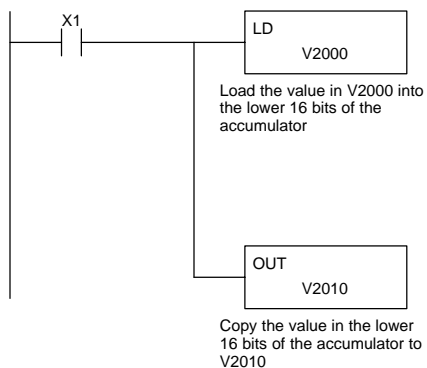 X1
LD
V2000
Load the value in V2000 into
the lower 16 bits of the
accumulator
OUT
V2010
Copy the value in the lower
16 bits of the accumulator to
V2010